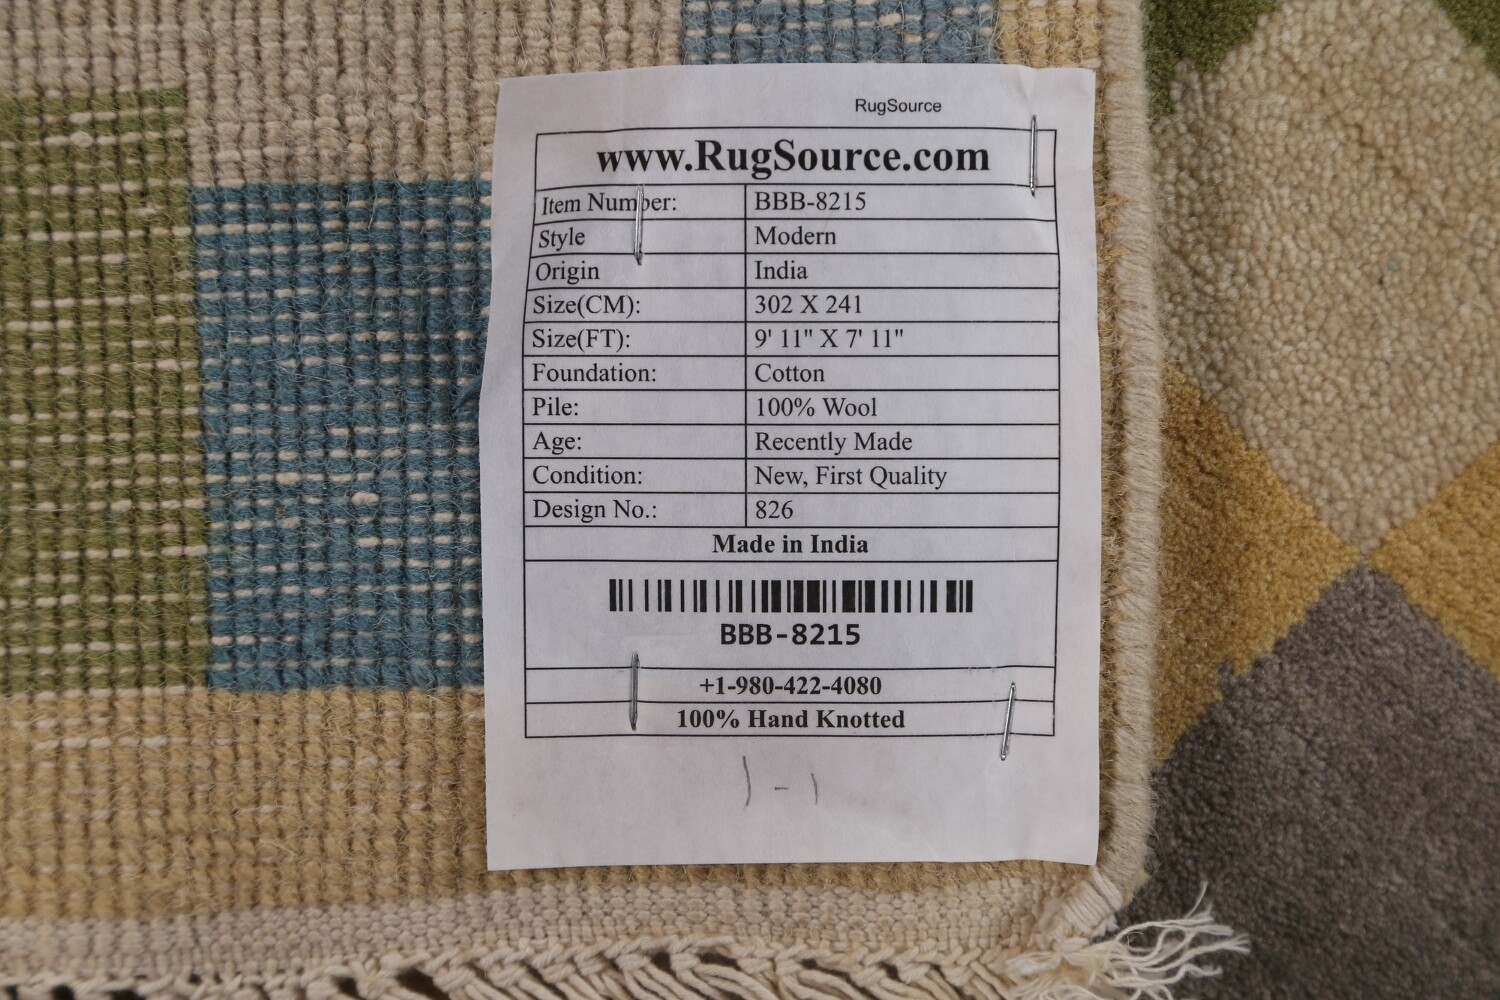 RugSource
www.RugSource.com
Item Number: BBB-8215
Style Modern
Origin India
Size(CM): 302 X 241
Size(FT): 9' 11" X 7' 11"
Foundation: Cotton
Pile: 100% Wool
Age: Recently Made
Condition: New, First Quality
Design No.: 826
Made in India
BBB-8215
+1-980-422-4080
100% Hand Knotted
1-1